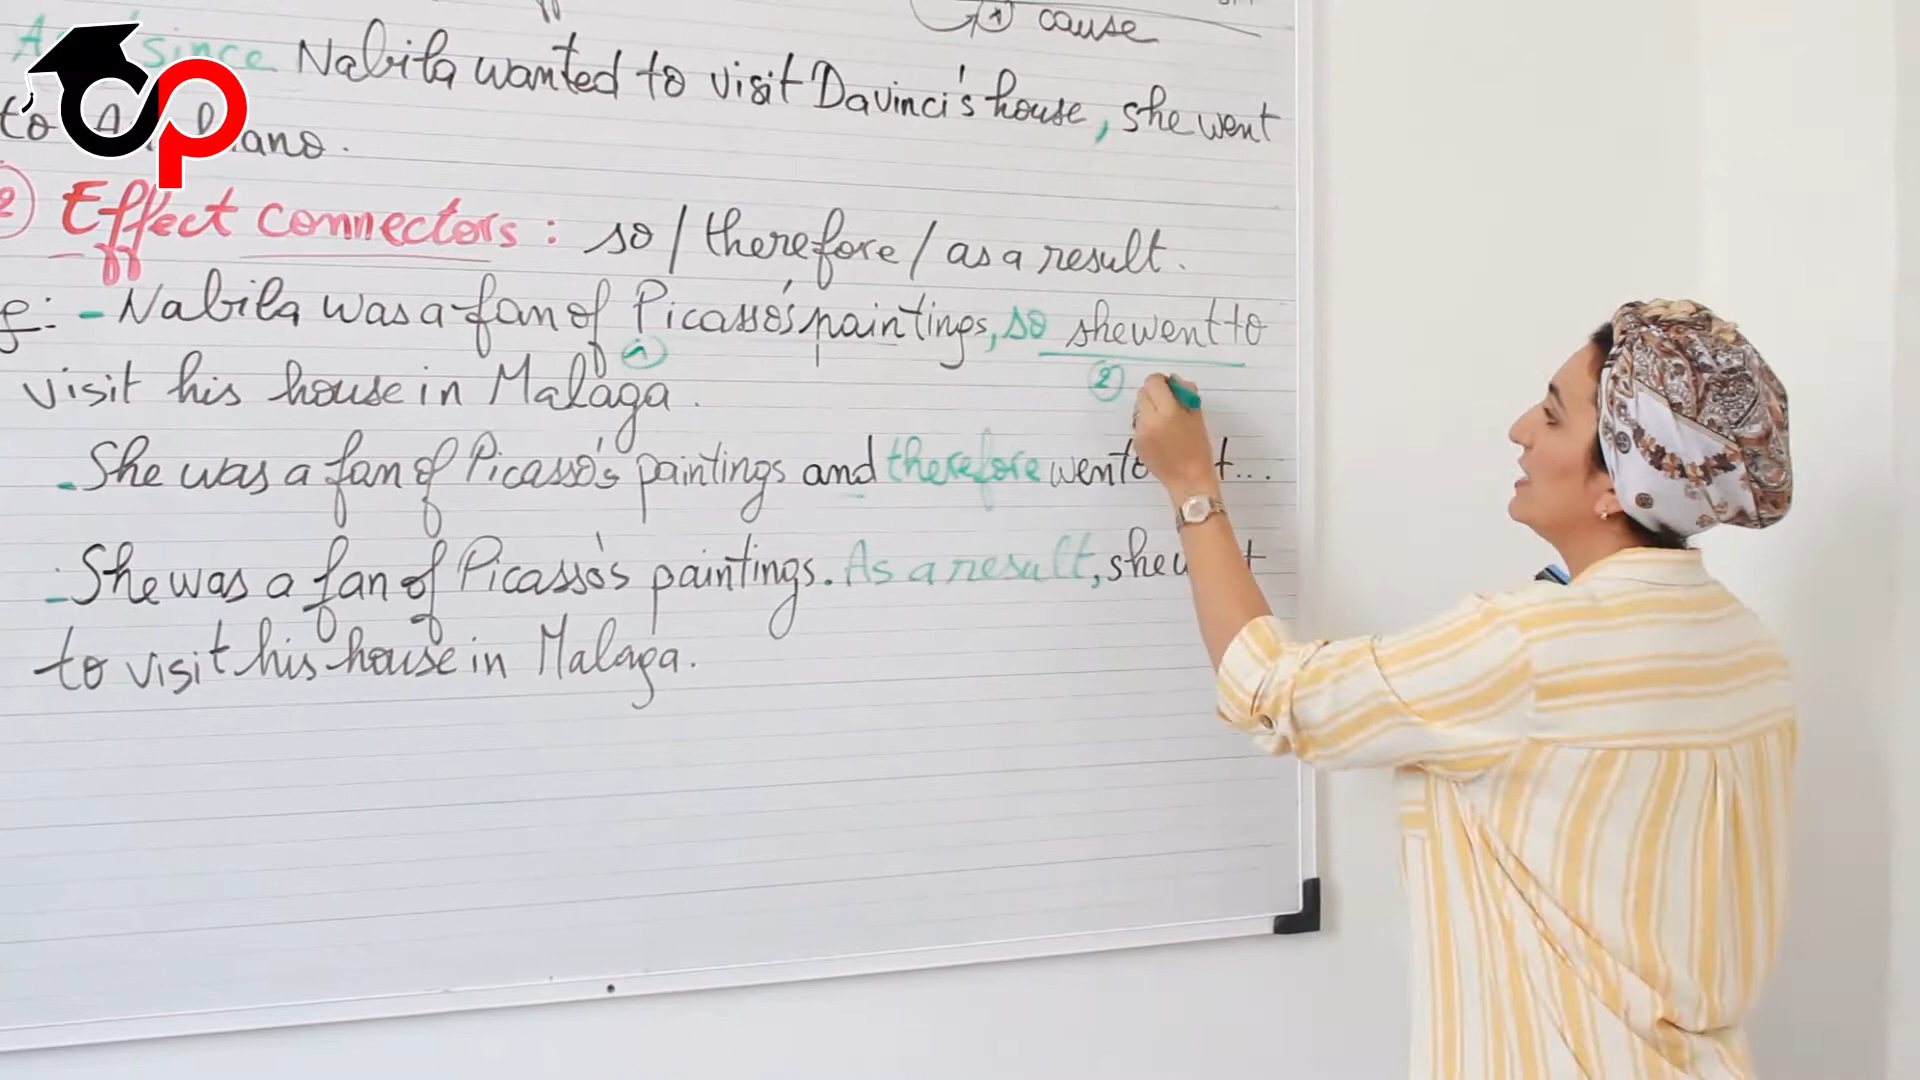 cause
since Nabila wanted to visit Davinci's house, she went
to
② Effect connectors : so / therefore / as a result.
g: - Nabila was a fan of Picasso's paintings, so she went to
① ②
visit his house in Malaga.
- She was a fan of Picasso's paintings and therefore went to ...
- She was a fan of Picasso's paintings. As a result, she
to visit his house in Malaga.